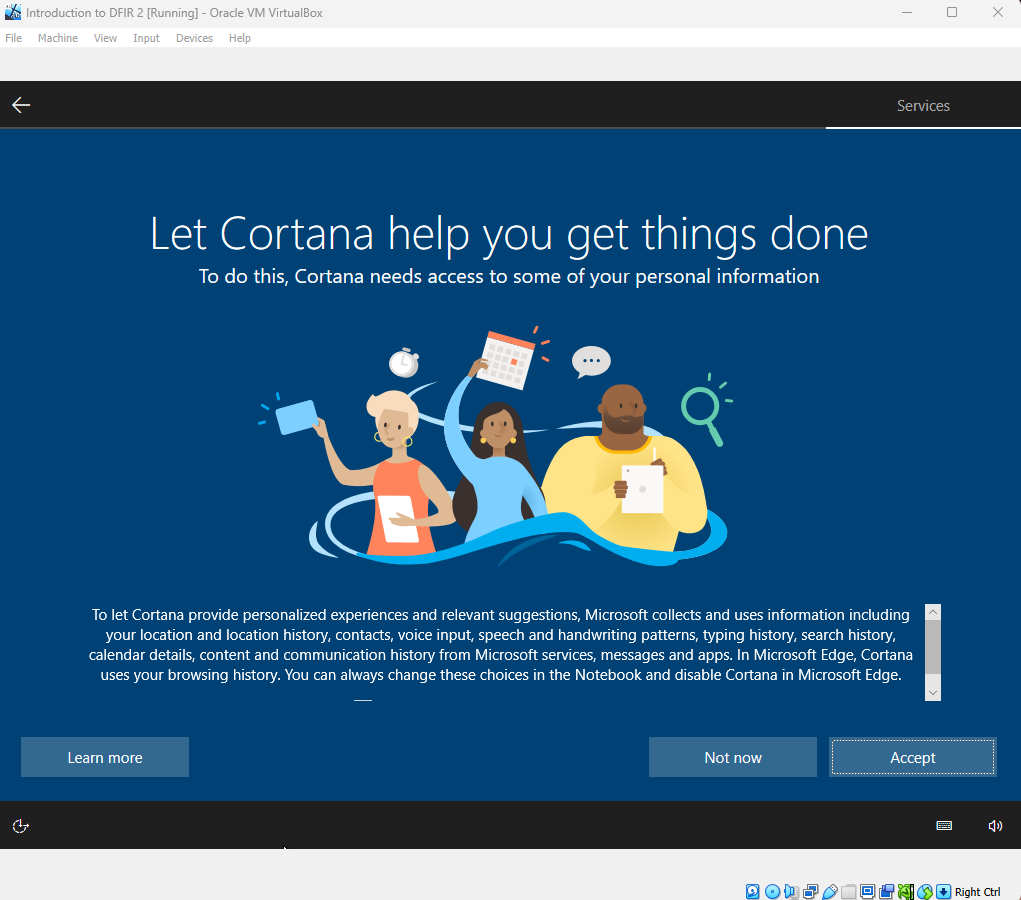 Introduction to DFIR 2 [Running] - Oracle VM VirtualBox
File Machine View Input Devices Help
Services
Let Cortana help you get things done
To do this, Cortana needs access to some of your personal information
To let Cortana provide personalized experiences and relevant suggestions, Microsoft collects and uses information including
your location and location history, contacts, voice input, speech and handwriting patterns, typing history, search history,
calendar details, content and communication history from Microsoft services, messages and apps. In Microsoft Edge, Cortana
uses your browsing history. You can always change these choices in the Notebook and disable Cortana in Microsoft Edge.
Learn more
Not now
Accept
Right Ctrl